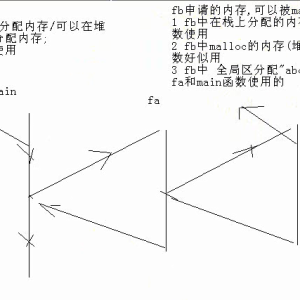 分配内存/可以在堆
分配内存;
使用
fb申请的内存,可以被ma
1 fb中在栈上分配的内
数使用
2 fb中malloc的内存(堆
数好似用
3 fb中 全局区分配"abc
fa和main函数使用的
ain
fa